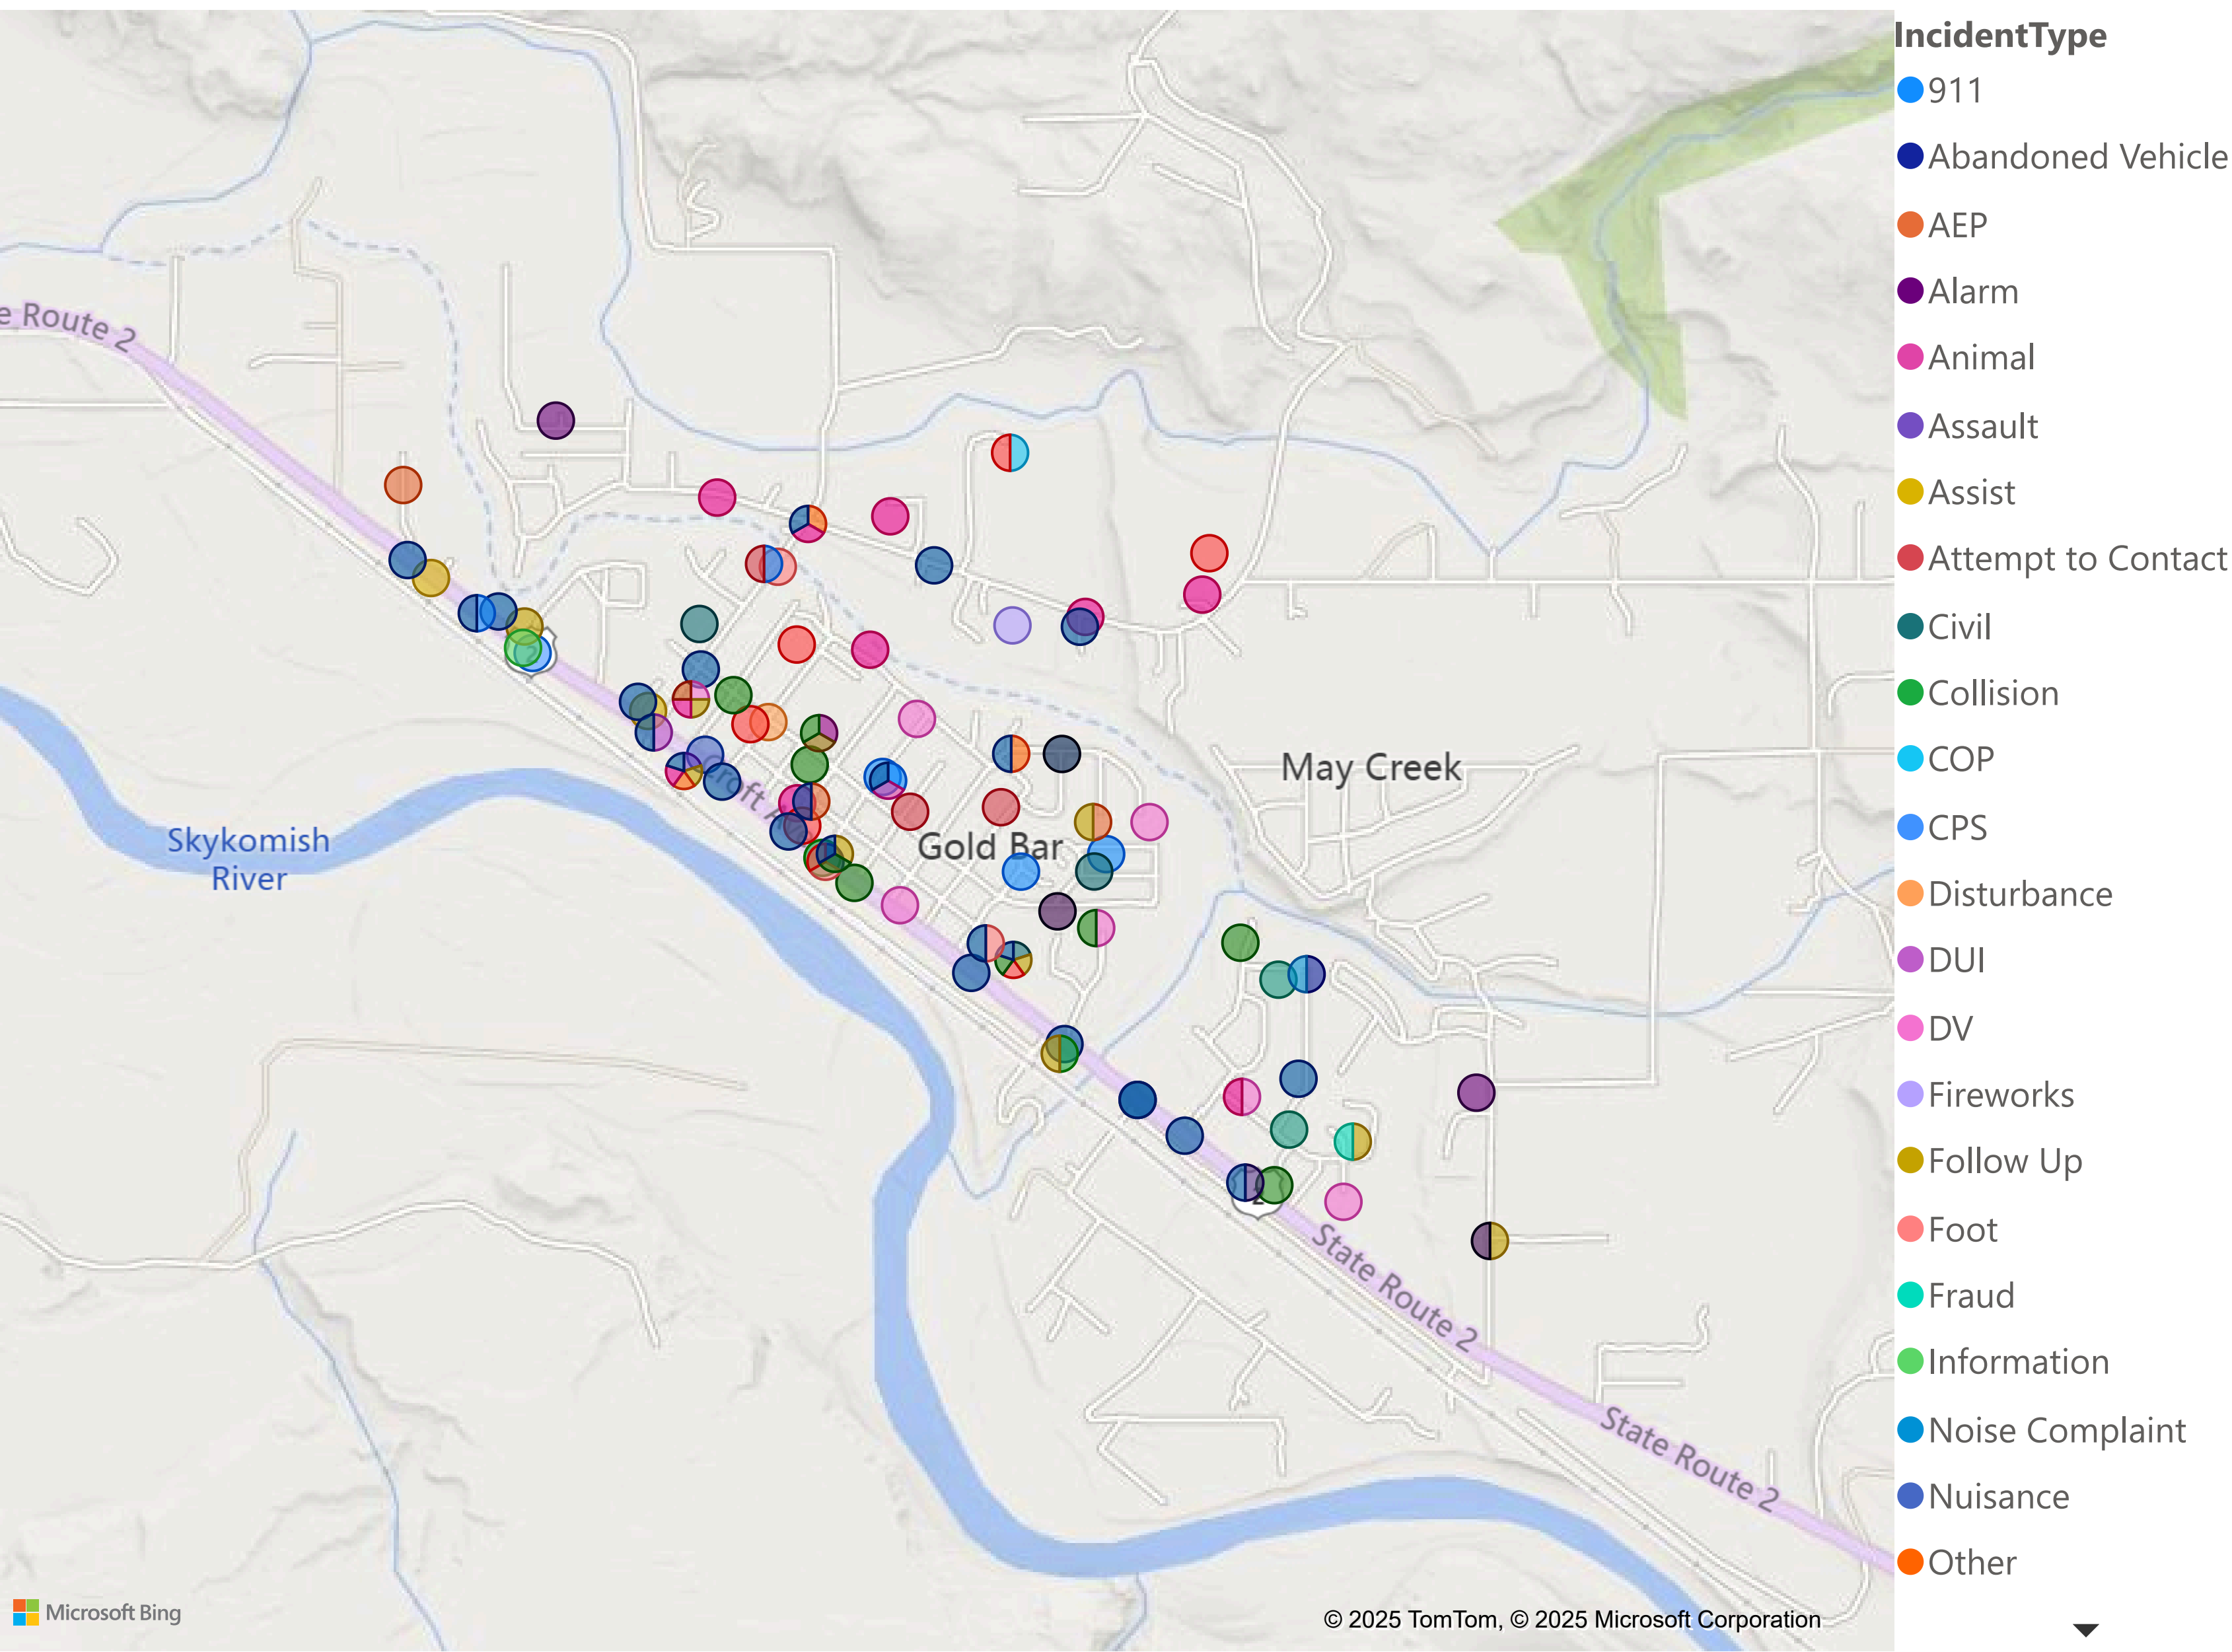 IncidentType
911
Abandoned Vehicle
AEP
Alarm
Animal
Assault
Assist
Attempt to Contact
Civil
Collision
COP
CPS
Disturbance
DUI
DV
Fireworks
Follow Up
Foot
Fraud
Information
Noise Complaint
Nuisance
Other
e Route 2
2
May Creek
Gold Bar
Skykomish
River
2
State Route 2
State Route 2
Microsoft Bing
© 2025 TomTom, © 2025 Microsoft Corporation